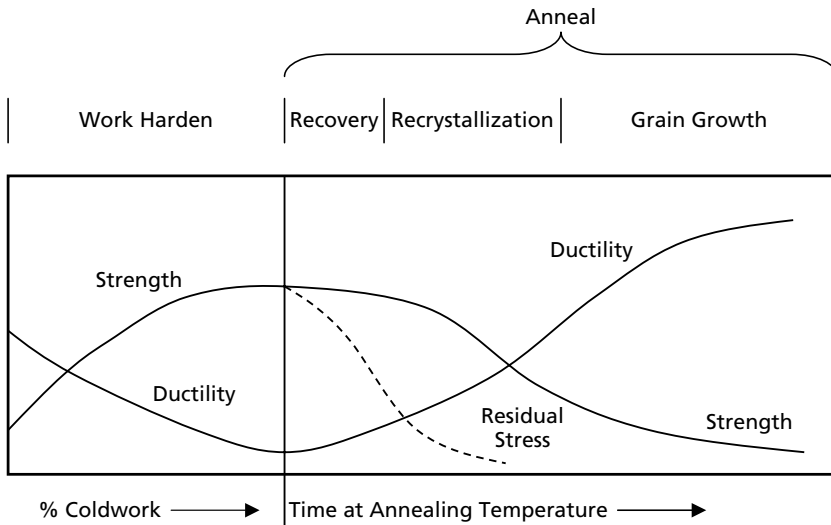 Anneal
Work Harden
Recovery
Recrystallization
Grain Growth
Ductility
Strength
Ductility
Residual
Stress
Strength
% Coldwork
Time at Annealing Temperature